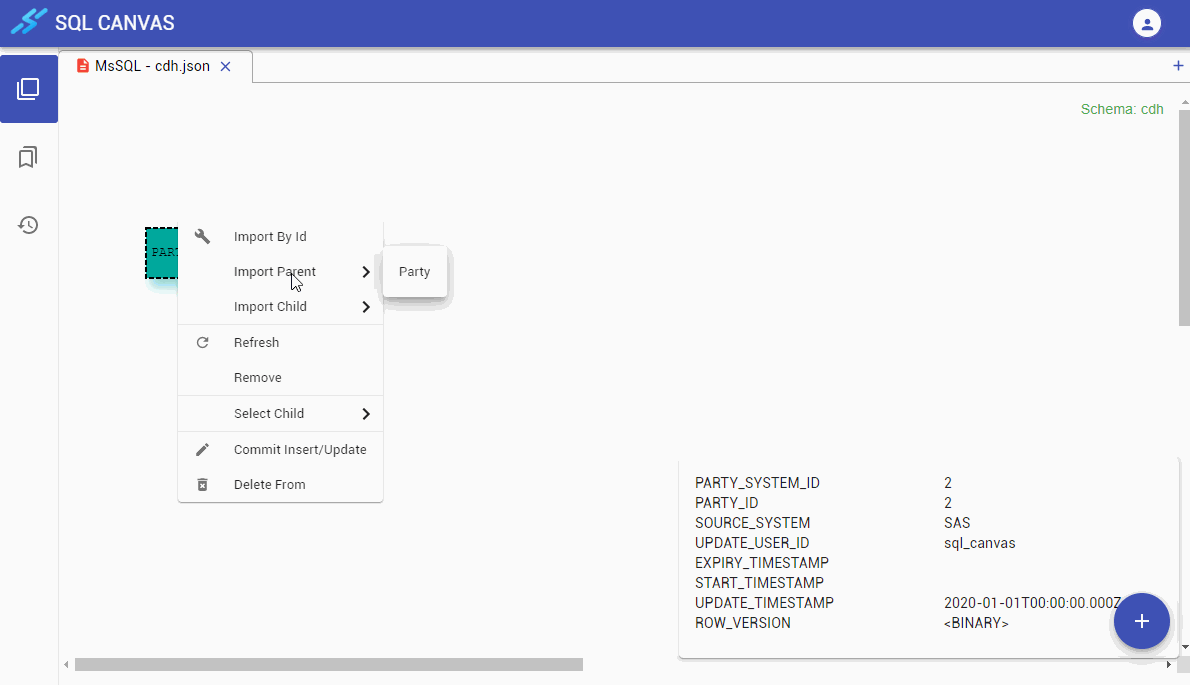 SQL CANVAS
MsSQL - cdh.json
Schema: cdh
Import By Id
Import Parent
Party
Import Child
Refresh
Remove
Select Child
Commit Insert/Update
Delete From
PARTY_SYSTEM_ID 2
PARTY_ID 2
SOURCE_SYSTEM SAS
UPDATE_USER_ID sql_canvas
EXPIRY_TIMESTAMP
START_TIMESTAMP
UPDATE_TIMESTAMP 2020-01-01T00:00:00.000Z
ROW_VERSION <BINARY>